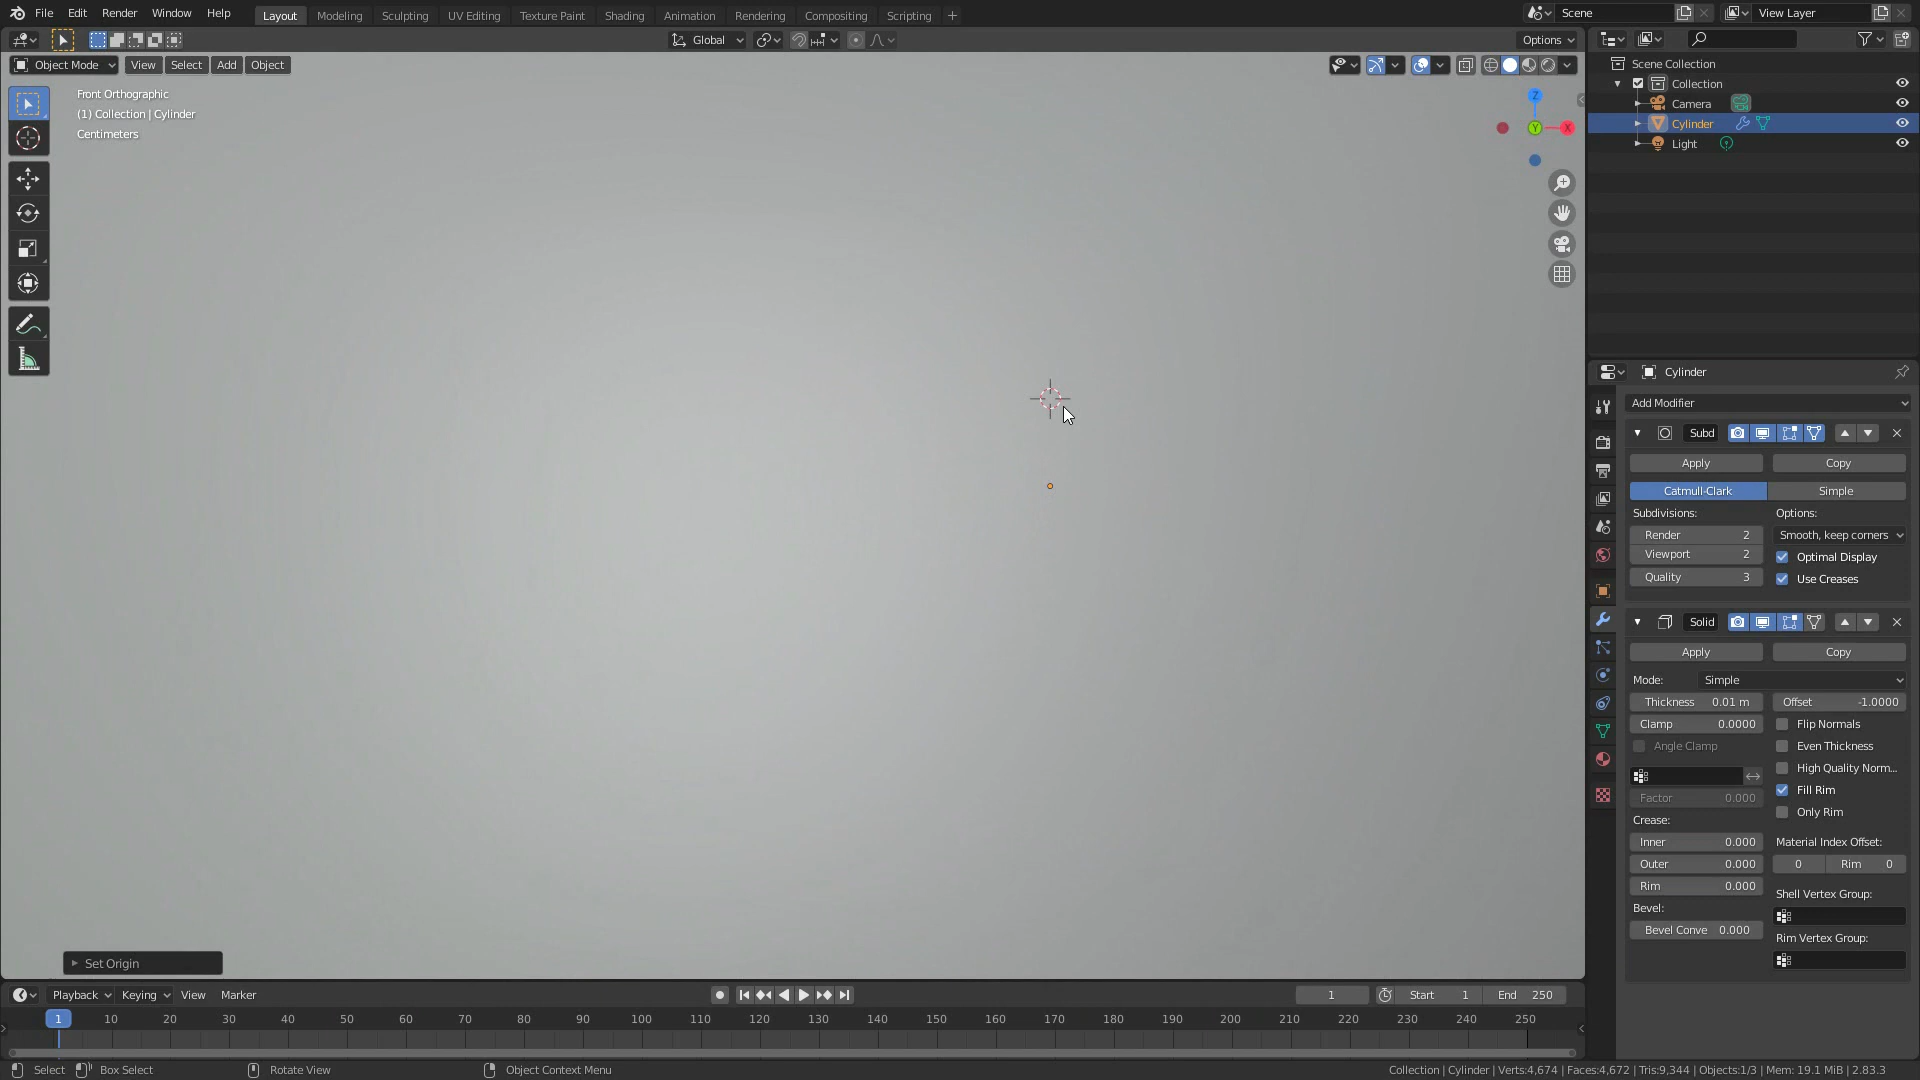 File Edit Render Window Help
Layout Modeling Sculpting UV Editing Texture Paint Shading Animation Rendering Compositing Scripting +
Scene
View Layer
Global
Options
Object Mode View Select Add Object
Front Orthographic
(1) Collection | Cylinder
Centimeters
Z
Y
X
Scene Collection
Collection
Camera
Cylinder
Light
Cylinder
Add Modifier
Subd
Apply Copy
Catmull-Clark Simple
Subdivisions: Options:
Render 2 Smooth, keep corners
Viewport 2 Optimal Display
Quality 3 Use Creases
Solid
Apply Copy
Mode: Simple
Thickness 0.01 m Offset -1.0000
Clamp 0.0000 Flip Normals
Angle Clamp Even Thickness
High Quality Norm...
Factor 0.000 Fill Rim
Crease: Only Rim
Inner 0.000 Material Index Offset:
Outer 0.000 0 Rim 0
Rim 0.000 Shell Vertex Group:
Bevel:
Bevel Conve 0.000 Rim Vertex Group:
Set Origin
Playback Keying View Marker
1 Start 1 End 250
1 10 20 30 40 50 60 70 80 90 100 110 120 130 140 150 160 170 180 190 200 210 220 230 240 250
Select Box Select Rotate View Object Context Menu
Collection | Cylinder | Verts:4,674 | Faces:4,672 | Tris:9,344 | Objects:1/3 | Mem: 19.1 MiB | 2.83.3